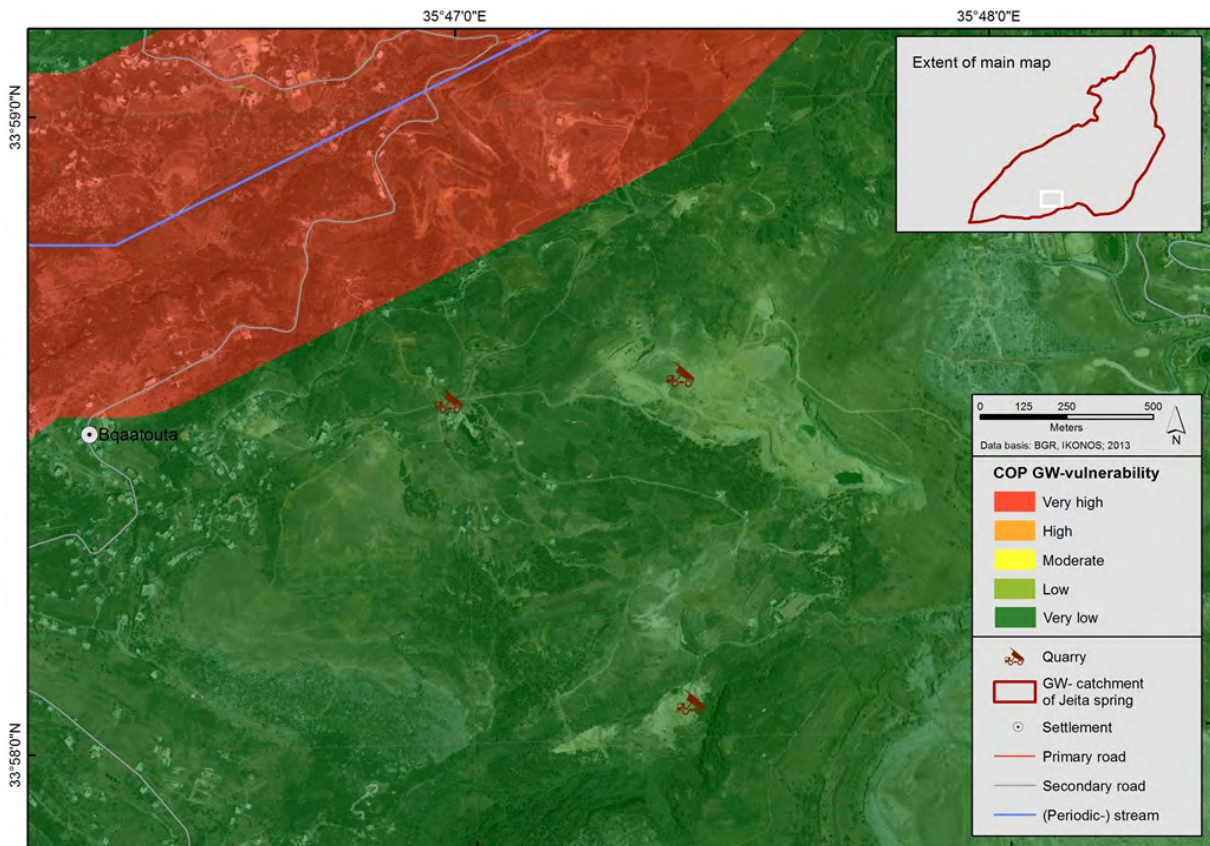 35°47'0"E
35°48'0"E
33°59'0"N
33°58'0"N
Extent of main map
Bqaatouta
0 125 250 500
Meters
N
Data basis: BGR, IKONOS; 2013
COP GW-vulnerability
Very high
High
Moderate
Low
Very low
Quarry
GW- catchment
of Jeita spring
Settlement
Primary road
Secondary road
(Periodic-) stream